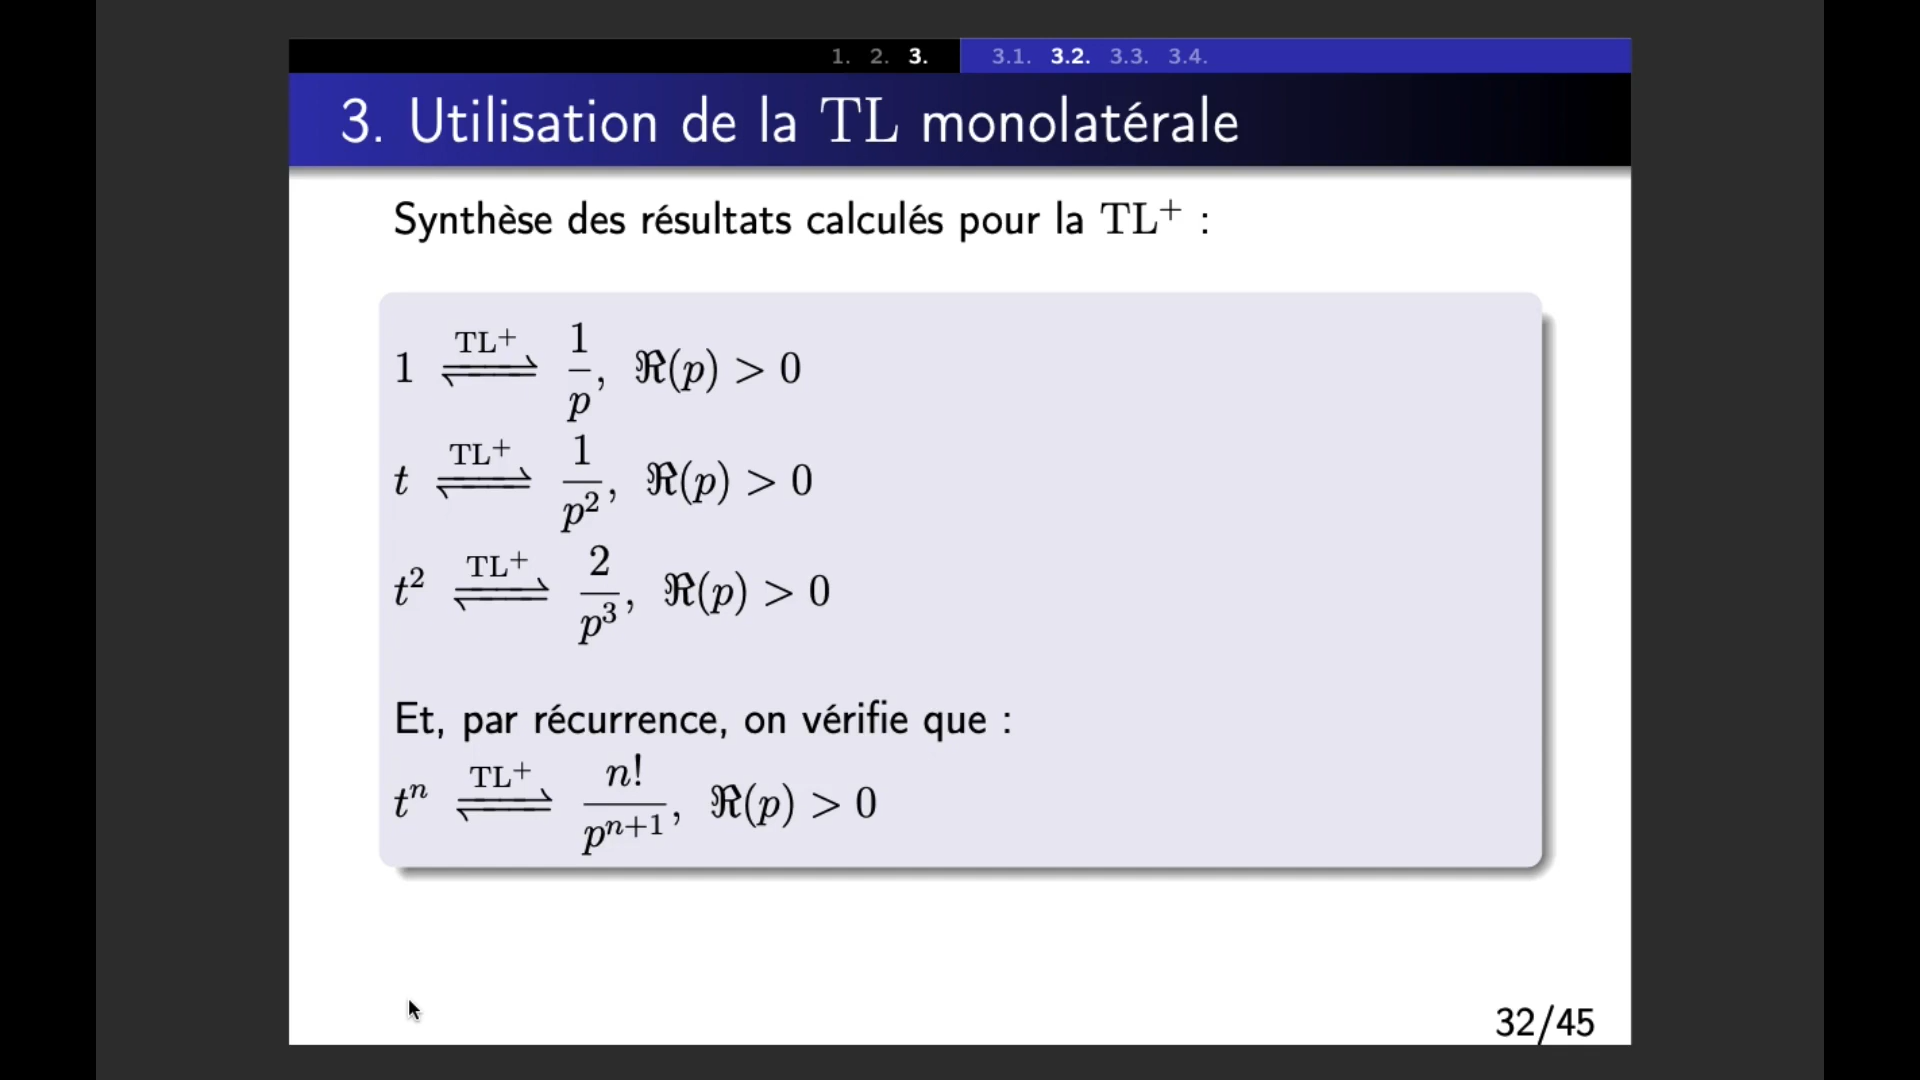 1. 2. 3. 3.1. 3.2. 3.3. 3.4.
3. Utilisation de la TL monolatérale
Synthèse des résultats calculés pour la TL⁺ :
1 ⇌ (TL⁺) 1/p, ℜ(p) > 0
t ⇌ (TL⁺) 1/p², ℜ(p) > 0
t² ⇌ (TL⁺) 2/p³, ℜ(p) > 0
Et, par récurrence, on vérifie que :
tⁿ ⇌ (TL⁺) n!/pⁿ⁺¹, ℜ(p) > 0
32/45